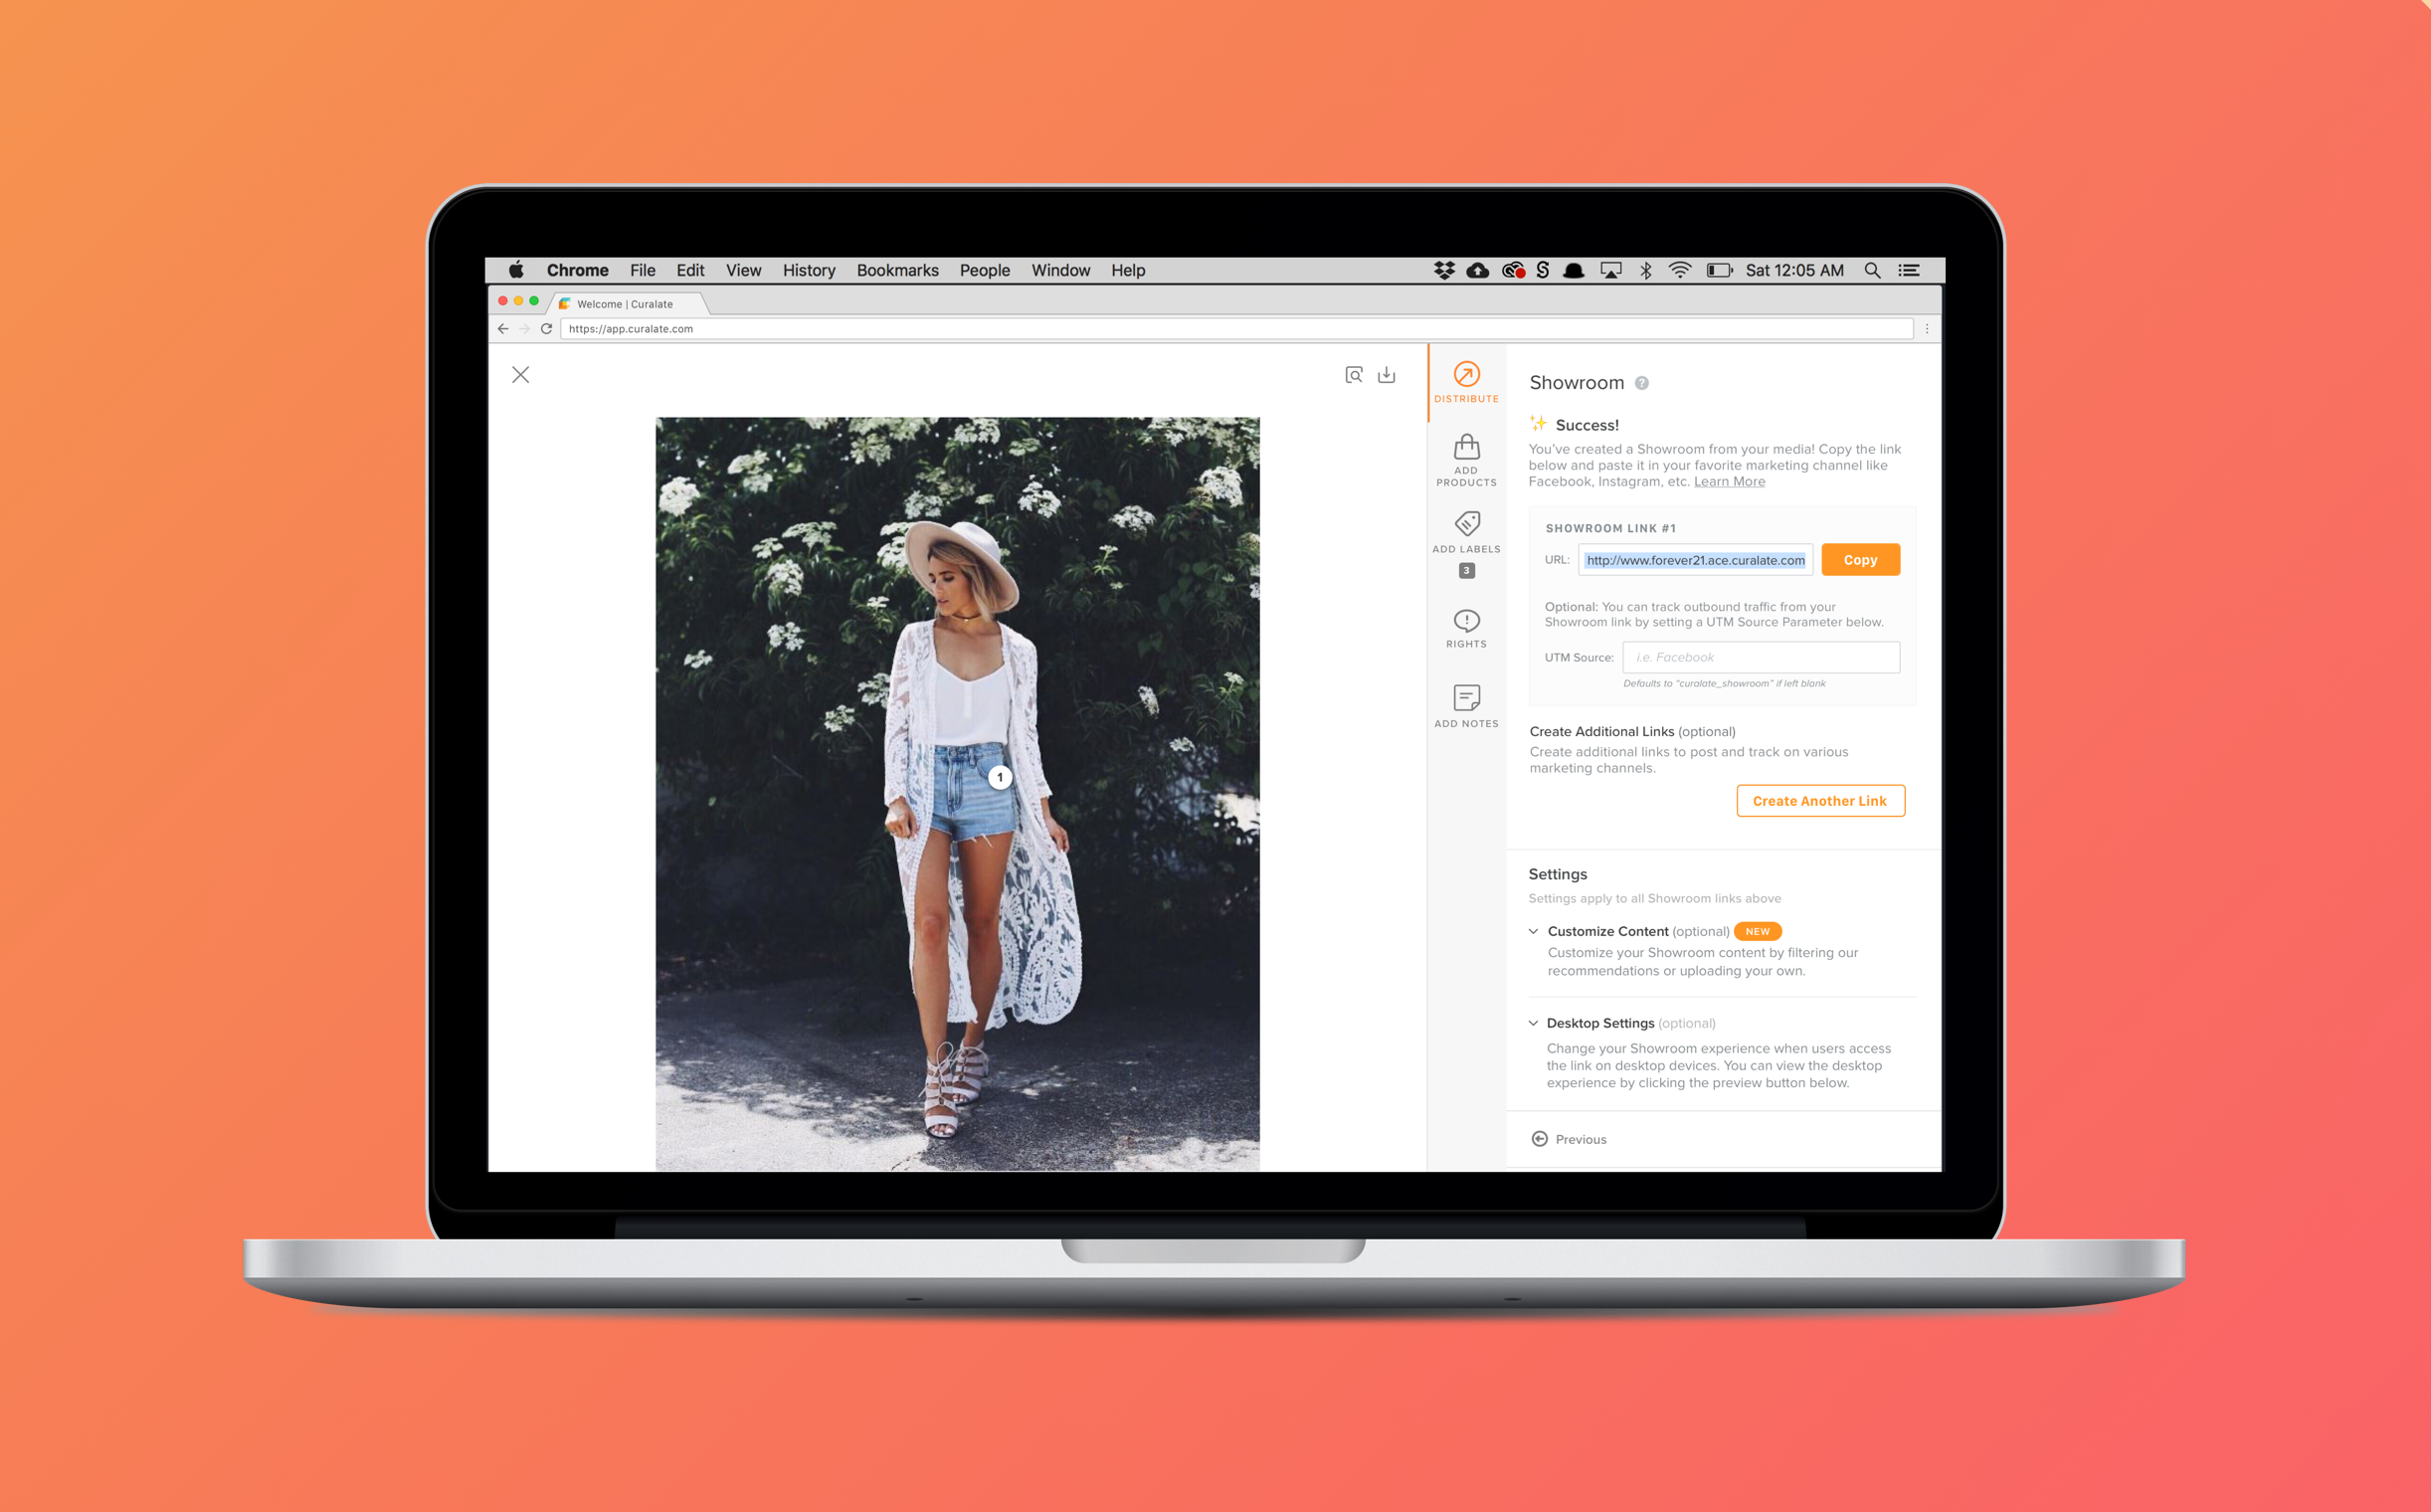 Chrome File Edit View History Bookmarks People Window Help Sat 12:05 AM
Welcome | Curalate
https://app.curalate.com
DISTRIBUTE
ADD
PRODUCTS
ADD LABELS
3
RIGHTS
ADD NOTES
1
Showroom ?
Success!
You've created a Showroom from your media! Copy the link
below and paste it in your favorite marketing channel like
Facebook, Instagram, etc. Learn More
SHOWROOM LINK #1
URL: http://www.forever21.ace.curalate.com Copy
Optional: You can track outbound traffic from your
Showroom link by setting a UTM Source Parameter below.
UTM Source: i.e. Facebook
Defaults to "curalate_showroom" if left blank
Create Additional Links (optional)
Create additional links to post and track on various
marketing channels.
Create Another Link
Settings
Settings apply to all Showroom links above
Customize Content (optional) NEW
Customize your Showroom content by filtering our
recommendations or uploading your own.
Desktop Settings (optional)
Change your Showroom experience when users access
the link on desktop devices. You can view the desktop
experience by clicking the preview button below.
Previous